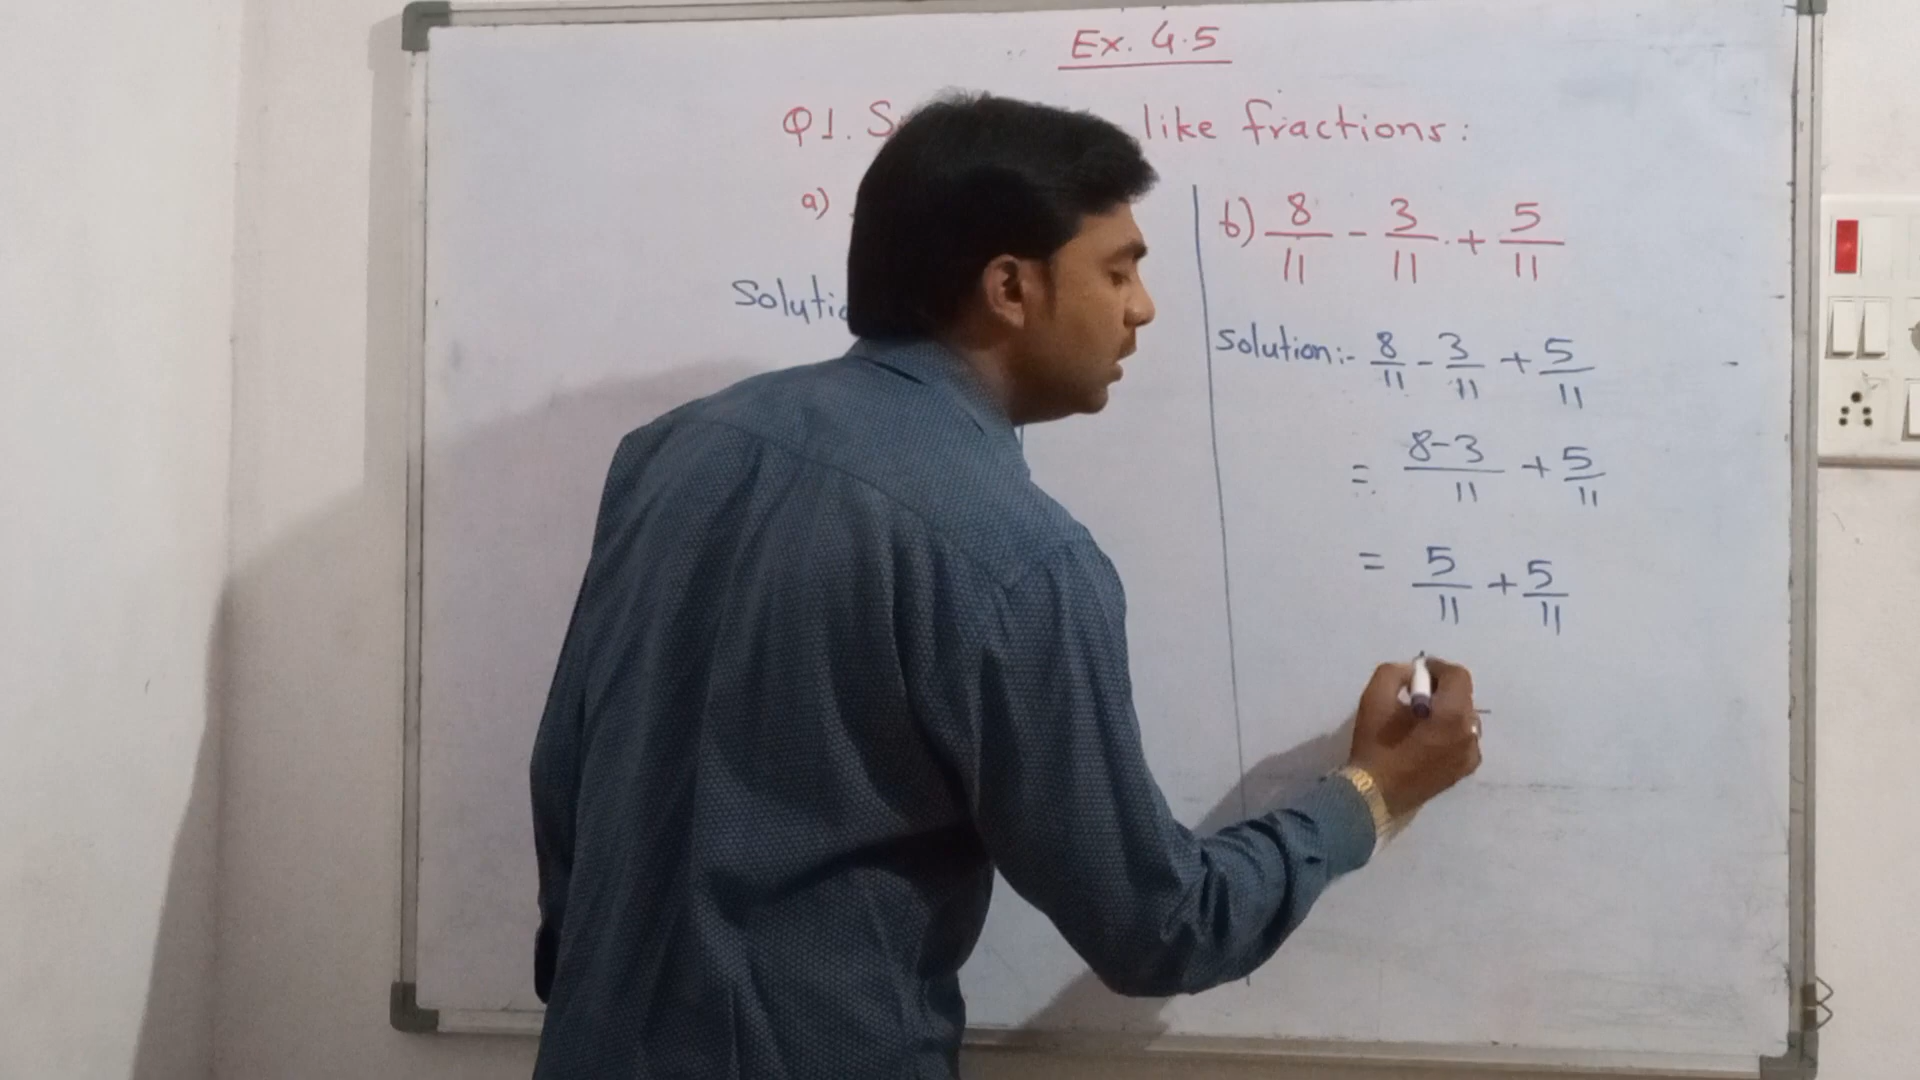 Ex. 4.5
Q1. like fractions:
a)
Solutio
b) 8/11 - 3/11 + 5/11
Solution:- 8/11 - 3/11 + 5/11
= 8-3/11 + 5/11
= 5/11 + 5/11